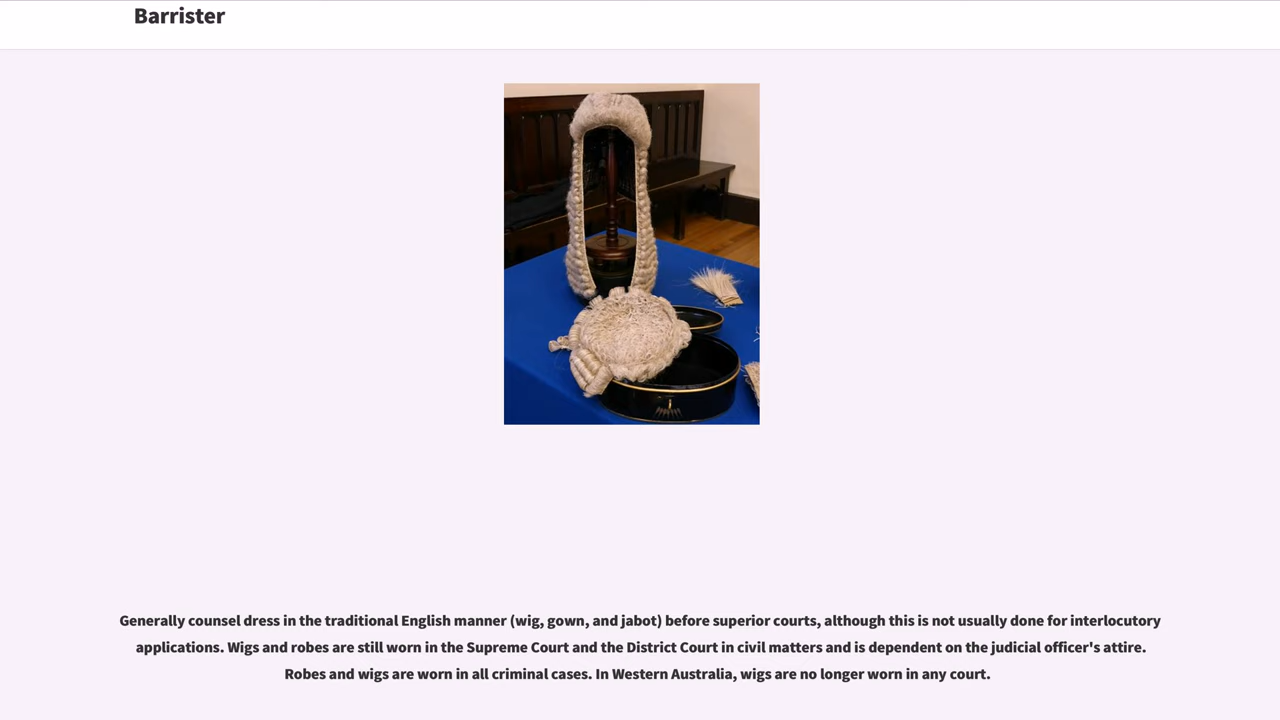 Barrister
Generally counsel dress in the traditional English manner (wig, gown, and jabot) before superior courts, although this is not usually done for interlocutory
applications. Wigs and robes are still worn in the Supreme Court and the District Court in civil matters and is dependent on the judicial officer's attire.
Robes and wigs are worn in all criminal cases. In Western Australia, wigs are no longer worn in any court.